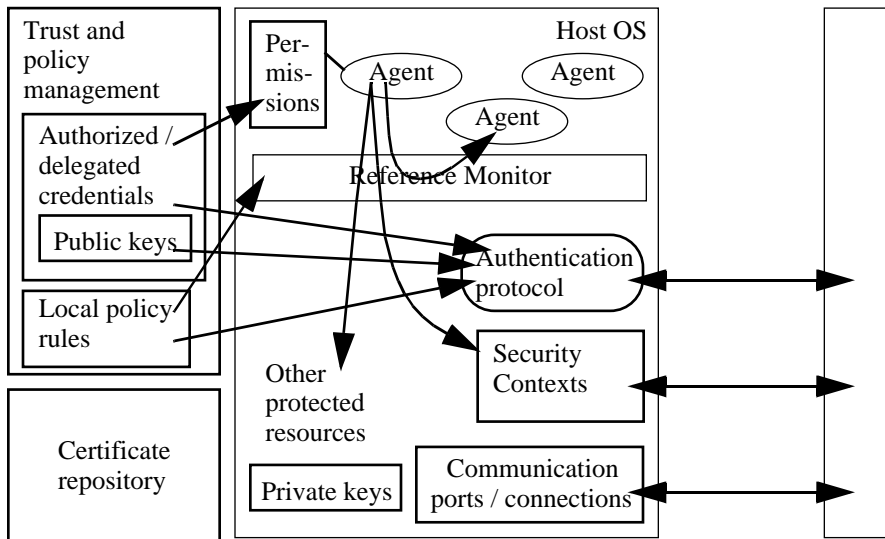 Trust and
policy
management
Authorized /
delegated
credentials
Public keys
Local policy
rules
Certificate
repository
Host OS
Per-
mis-
sions
Agent
Agent
Agent
Reference Monitor
Authentication
protocol
Security
Contexts
Other
protected
resources
Private keys
Communication
ports / connections